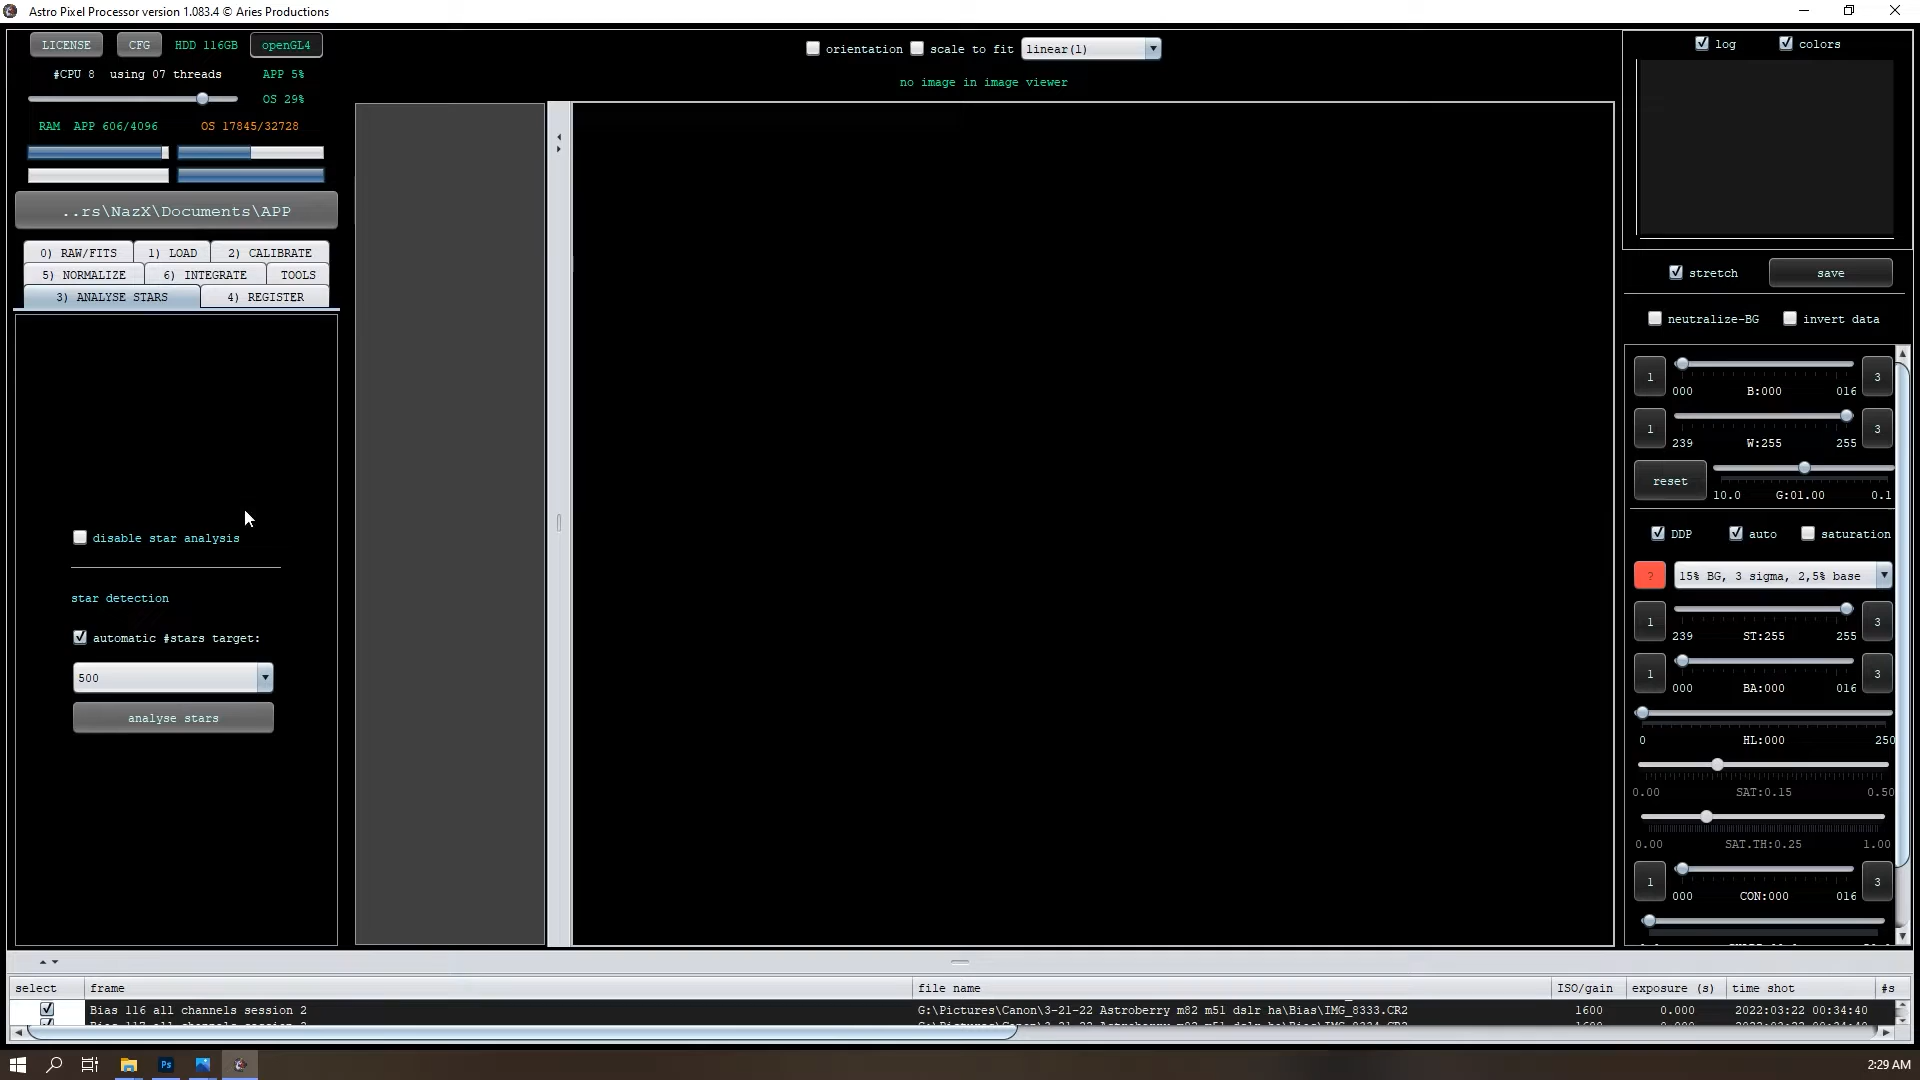 Astro Pixel Processor version 1.083.4 © Aries Productions
LICENSE CFG HDD 116GB openGL4
#CPU 8 using 07 threads APP 5%
OS 29%
RAM APP 606/4096 OS 17845/32728
..rs\NazX\Documents\APP
0) RAW/FITS 1) LOAD 2) CALIBRATE
5) NORMALIZE 6) INTEGRATE TOOLS
3) ANALYSE STARS 4) REGISTER
disable star analysis
star detection
automatic #stars target:
500
analyse stars
orientation scale to fit linear(1)
no image in image viewer
log colors
stretch save
neutralize-BG invert data
1 3
000 B:000 016
1 3
239 W:255 255
reset
10.0 G:01.00 0.1
DDP auto saturation
? 15% BG, 3 sigma, 2,5% base
1 3
239 ST:255 255
1 3
000 BA:000 016
0 HL:000 250
0.00 SAT:0.15 0.50
0.00 SAT.TH:0.25 1.00
1 3
000 CON:000 016
select frame file name ISO/gain exposure (s) time shot #s
Bias 116 all channels session 2 G:\Pictures\Canon\3-21-22 Astroberry m82 m51 dslr ha\Bias\IMG_8333.CR2 1600 0.000 2022:03:22 00:34:40
Ps
2:29 AM